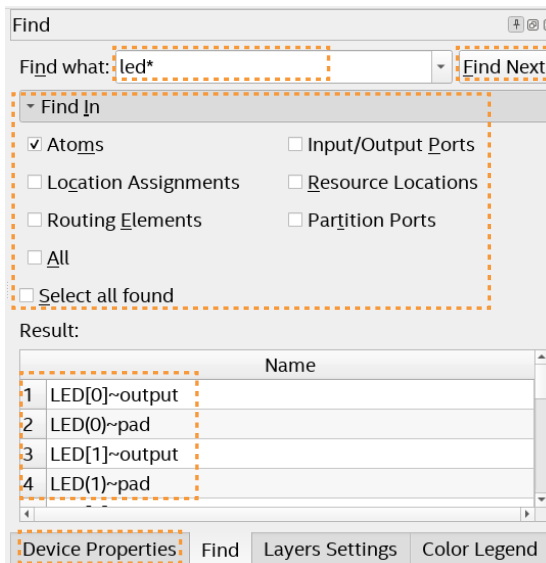 Find
Find what: led* Find Next
Find In
Atoms Input/Output Ports
Location Assignments Resource Locations
Routing Elements Partition Ports
All
Select all found
Result:
Name
1 LED[0]~output
2 LED(0)~pad
3 LED[1]~output
4 LED(1)~pad
Device Properties Find Layers Settings Color Legend